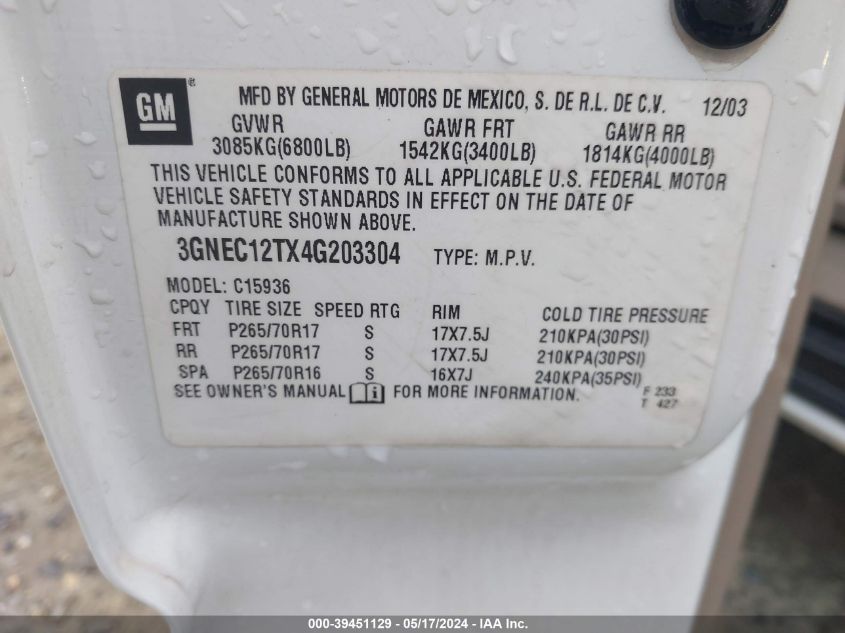 GM ®
MFD BY GENERAL MOTORS DE MEXICO, S. DE R.L. DE C.V. 12/03
GVWR GAWR FRT GAWR RR
3085KG(6800LB) 1542KG(3400LB) 1814KG(4000LB)
THIS VEHICLE CONFORMS TO ALL APPLICABLE U.S. FEDERAL MOTOR
VEHICLE SAFETY STANDARDS IN EFFECT ON THE DATE OF
MANUFACTURE SHOWN ABOVE.
3GNEC12TX4G203304 TYPE: M.P.V.
MODEL: C15936
CPQY TIRE SIZE SPEED RTG RIM COLD TIRE PRESSURE
FRT P265/70R17 S 17X7.5J 210KPA(30PSI)
RR P265/70R17 S 17X7.5J 210KPA(30PSI)
SPA P265/70R16 S 16X7J 240KPA(35PSI)
SEE OWNER'S MANUAL FOR MORE INFORMATION.
F 233
T 427
000-39451129 - 05/17/2024 - IAA Inc.